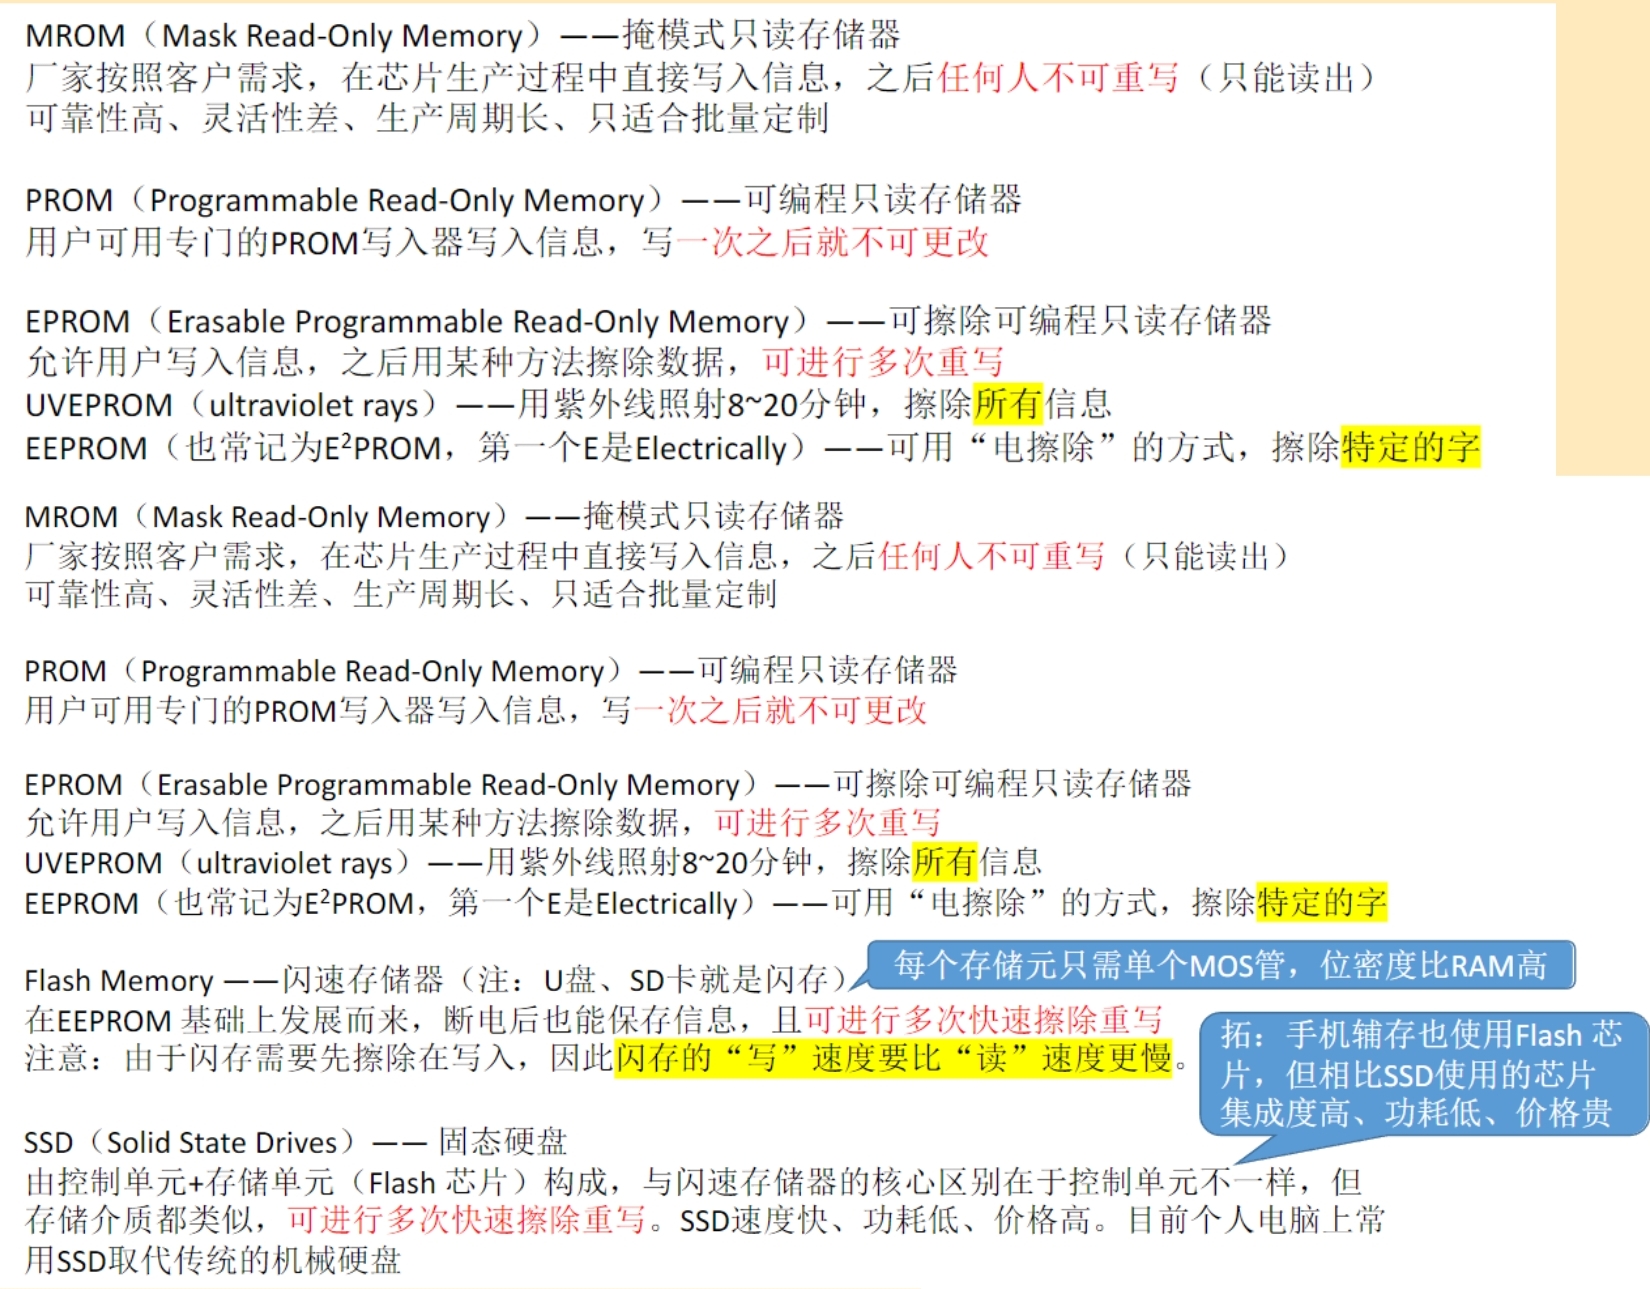 MROM（Mask Read-Only Memory）——掩模式只读存储器
厂家按照客户需求，在芯片生产过程中直接写入信息，之后任何人不可重写（只能读出）
可靠性高、灵活性差、生产周期长、只适合批量定制
PROM（Programmable Read-Only Memory）——可编程只读存储器
用户可用专门的PROM写入器写入信息，写一次之后就不可更改
EPROM（Erasable Programmable Read-Only Memory）——可擦除可编程只读存储器
允许用户写入信息，之后用某种方法擦除数据，可进行多次重写
UVEPROM（ultraviolet rays）——用紫外线照射8~20分钟，擦除所有信息
EEPROM（也常记为E²PROM，第一个E是Electrically）——可用“电擦除”的方式，擦除特定的字
MROM（Mask Read-Only Memory）——掩模式只读存储器
厂家按照客户需求，在芯片生产过程中直接写入信息，之后任何人不可重写（只能读出）
可靠性高、灵活性差、生产周期长、只适合批量定制
PROM（Programmable Read-Only Memory）——可编程只读存储器
用户可用专门的PROM写入器写入信息，写一次之后就不可更改
EPROM（Erasable Programmable Read-Only Memory）——可擦除可编程只读存储器
允许用户写入信息，之后用某种方法擦除数据，可进行多次重写
UVEPROM（ultraviolet rays）——用紫外线照射8~20分钟，擦除所有信息
EEPROM（也常记为E²PROM，第一个E是Electrically）——可用“电擦除”的方式，擦除特定的字
每个存储元只需单个MOS管，位密度比RAM高
Flash Memory ——闪速存储器（注：U盘、SD卡就是闪存）
在EEPROM 基础上发展而来，断电后也能保存信息，且可进行多次快速擦除重写
注意：由于闪存需要先擦除在写入，因此闪存的“写”速度要比“读”速度更慢。
拓：手机辅存也使用Flash 芯
片，但相比SSD使用的芯片
集成度高、功耗低、价格贵
SSD（Solid State Drives）—— 固态硬盘
由控制单元+存储单元（Flash 芯片）构成，与闪速存储器的核心区别在于控制单元不一样，但
存储介质都类似，可进行多次快速擦除重写。SSD速度快、功耗低、价格高。目前个人电脑上常
用SSD取代传统的机械硬盘